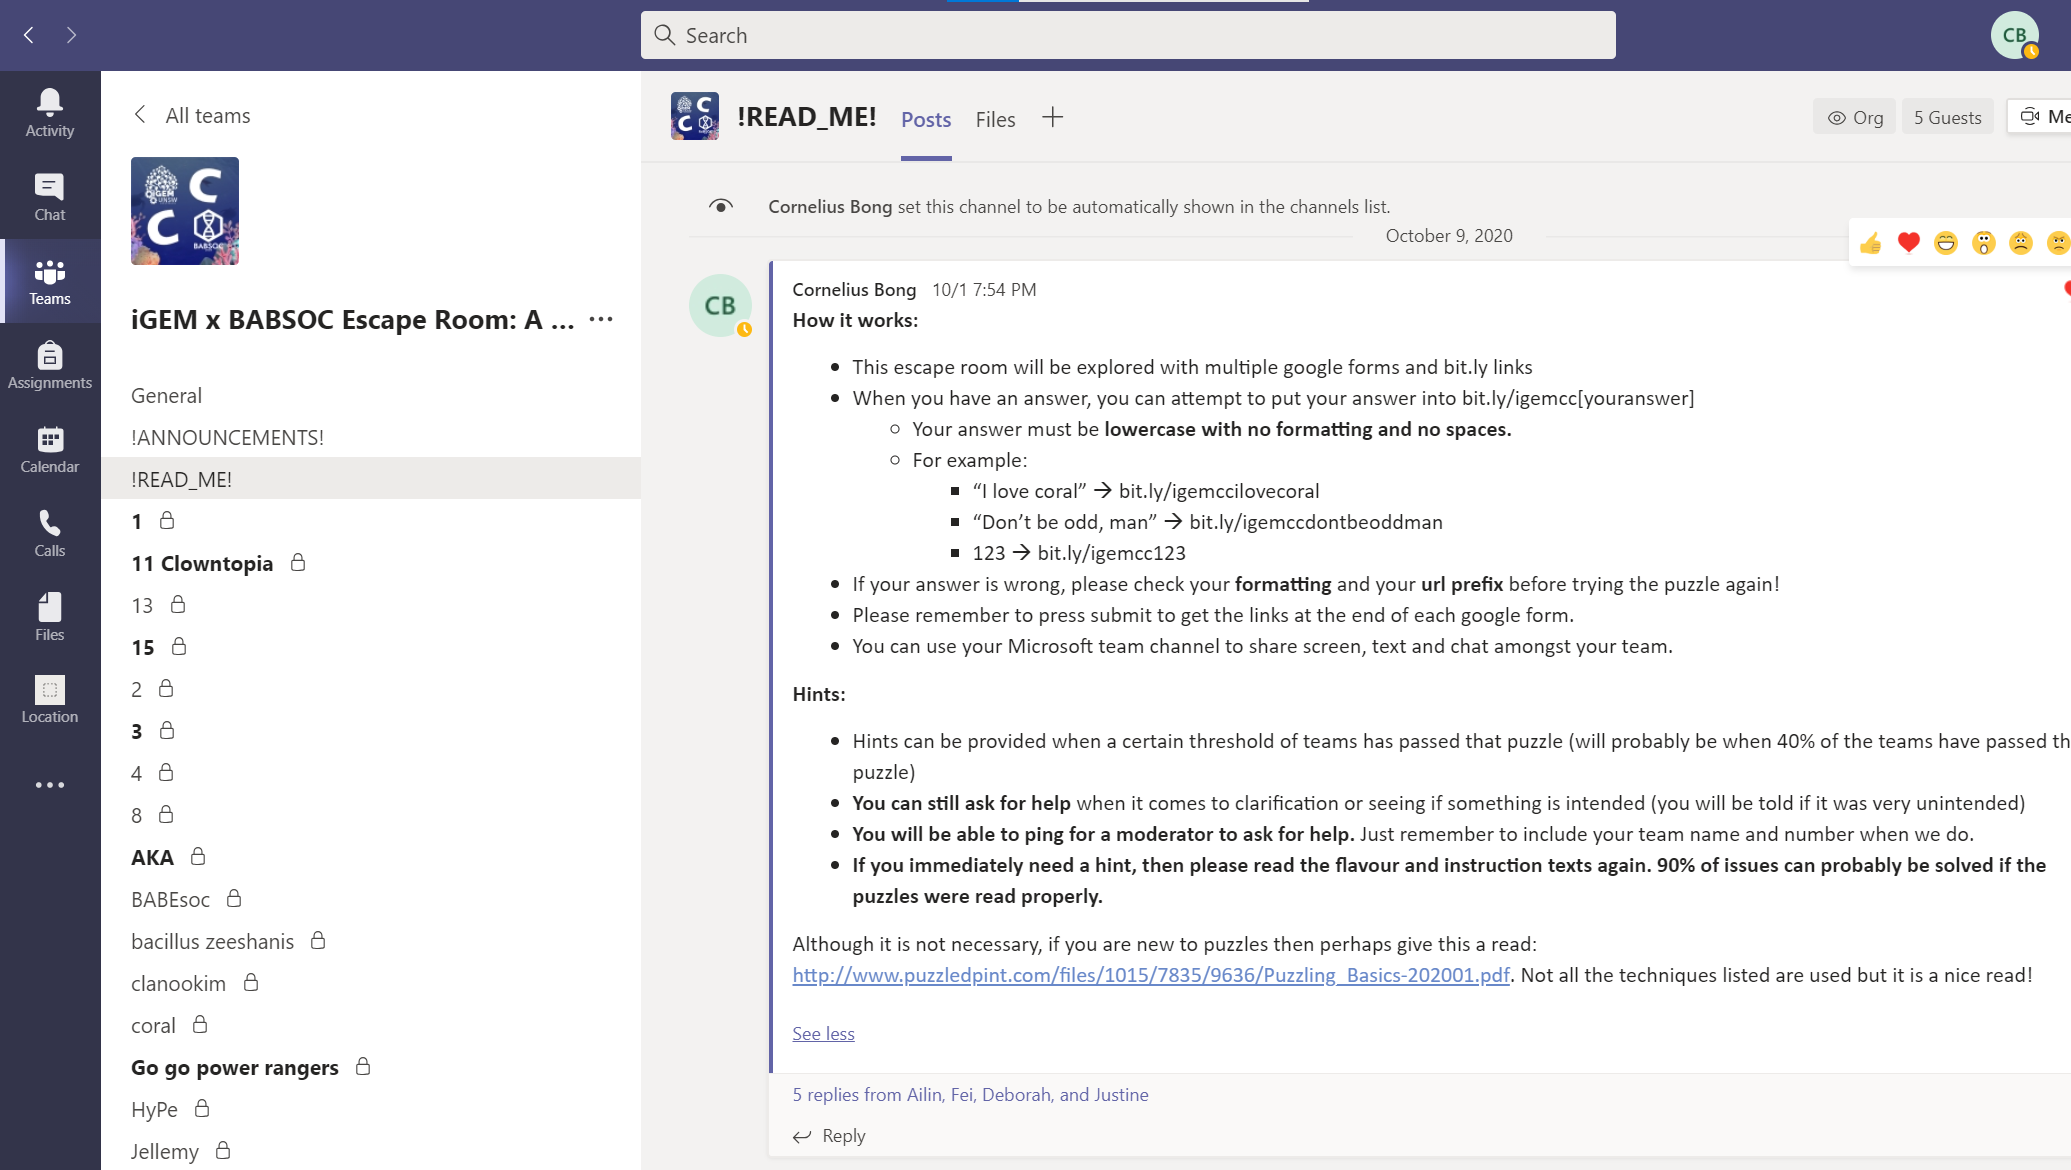 Search
CB
Activity
Chat
Teams
Assignments
Calendar
Calls
Files
Location
All teams
iGEM
UNSW
C
C
BABSOC
iGEM x BABSOC Escape Room: A ...
General
!ANNOUNCEMENTS!
!READ_ME!
1
11 Clowntopia
13
15
2
3
4
8
AKA
BABEsoc
bacillus zeeshanis
clanookim
coral
Go go power rangers
HyPe
Jellemy
!READ_ME!
Posts
Files
Org
5 Guests
Me
Cornelius Bong set this channel to be automatically shown in the channels list.
October 9, 2020
CB
Cornelius Bong 10/1 7:54 PM
How it works:
This escape room will be explored with multiple google forms and bit.ly links
When you have an answer, you can attempt to put your answer into bit.ly/igemcc[youranswer]
Your answer must be lowercase with no formatting and no spaces.
For example:
“I love coral” → bit.ly/igemccilovecoral
“Don’t be odd, man” → bit.ly/igemccdontbeoddman
123 → bit.ly/igemcc123
If your answer is wrong, please check your formatting and your url prefix before trying the puzzle again!
Please remember to press submit to get the links at the end of each google form.
You can use your Microsoft team channel to share screen, text and chat amongst your team.
Hints:
Hints can be provided when a certain threshold of teams has passed that puzzle (will probably be when 40% of the teams have passed th
puzzle)
You can still ask for help when it comes to clarification or seeing if something is intended (you will be told if it was very unintended)
You will be able to ping for a moderator to ask for help. Just remember to include your team name and number when we do.
If you immediately need a hint, then please read the flavour and instruction texts again. 90% of issues can probably be solved if the
puzzles were read properly.
Although it is not necessary, if you are new to puzzles then perhaps give this a read:
http://www.puzzledpint.com/files/1015/7835/9636/Puzzling_Basics-202001.pdf. Not all the techniques listed are used but it is a nice read!
See less
5 replies from Ailin, Fei, Deborah, and Justine
Reply